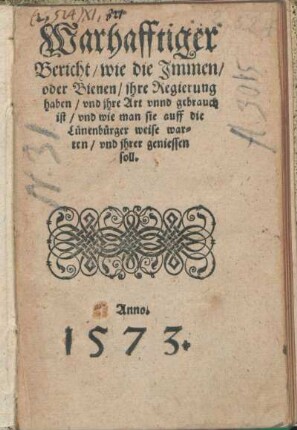 Warhafftiger
Bericht / wie die Immen /
oder Bienen / ihre Regierung
haben / vnd ihre Art vnnd gebrauch
ist / vnd wie man sie auff die
Lünenbürger weise war-
ten / vnd ihrer geniessen
soll.
Anno.
1573.